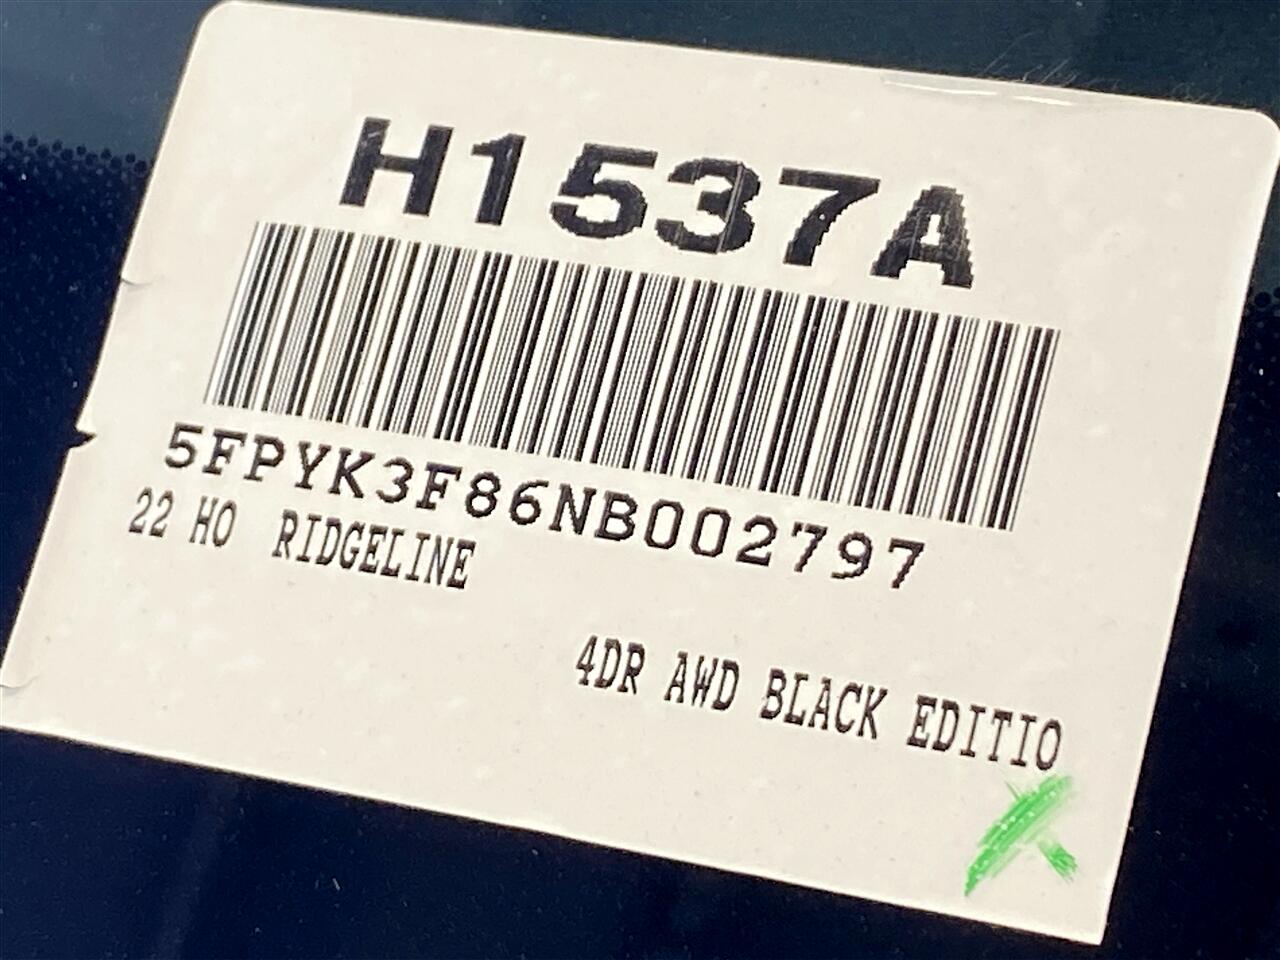 H1537A
5FPYK3F86NB002797
22 HO RIDGELINE
4DR AWD BLACK EDITIO